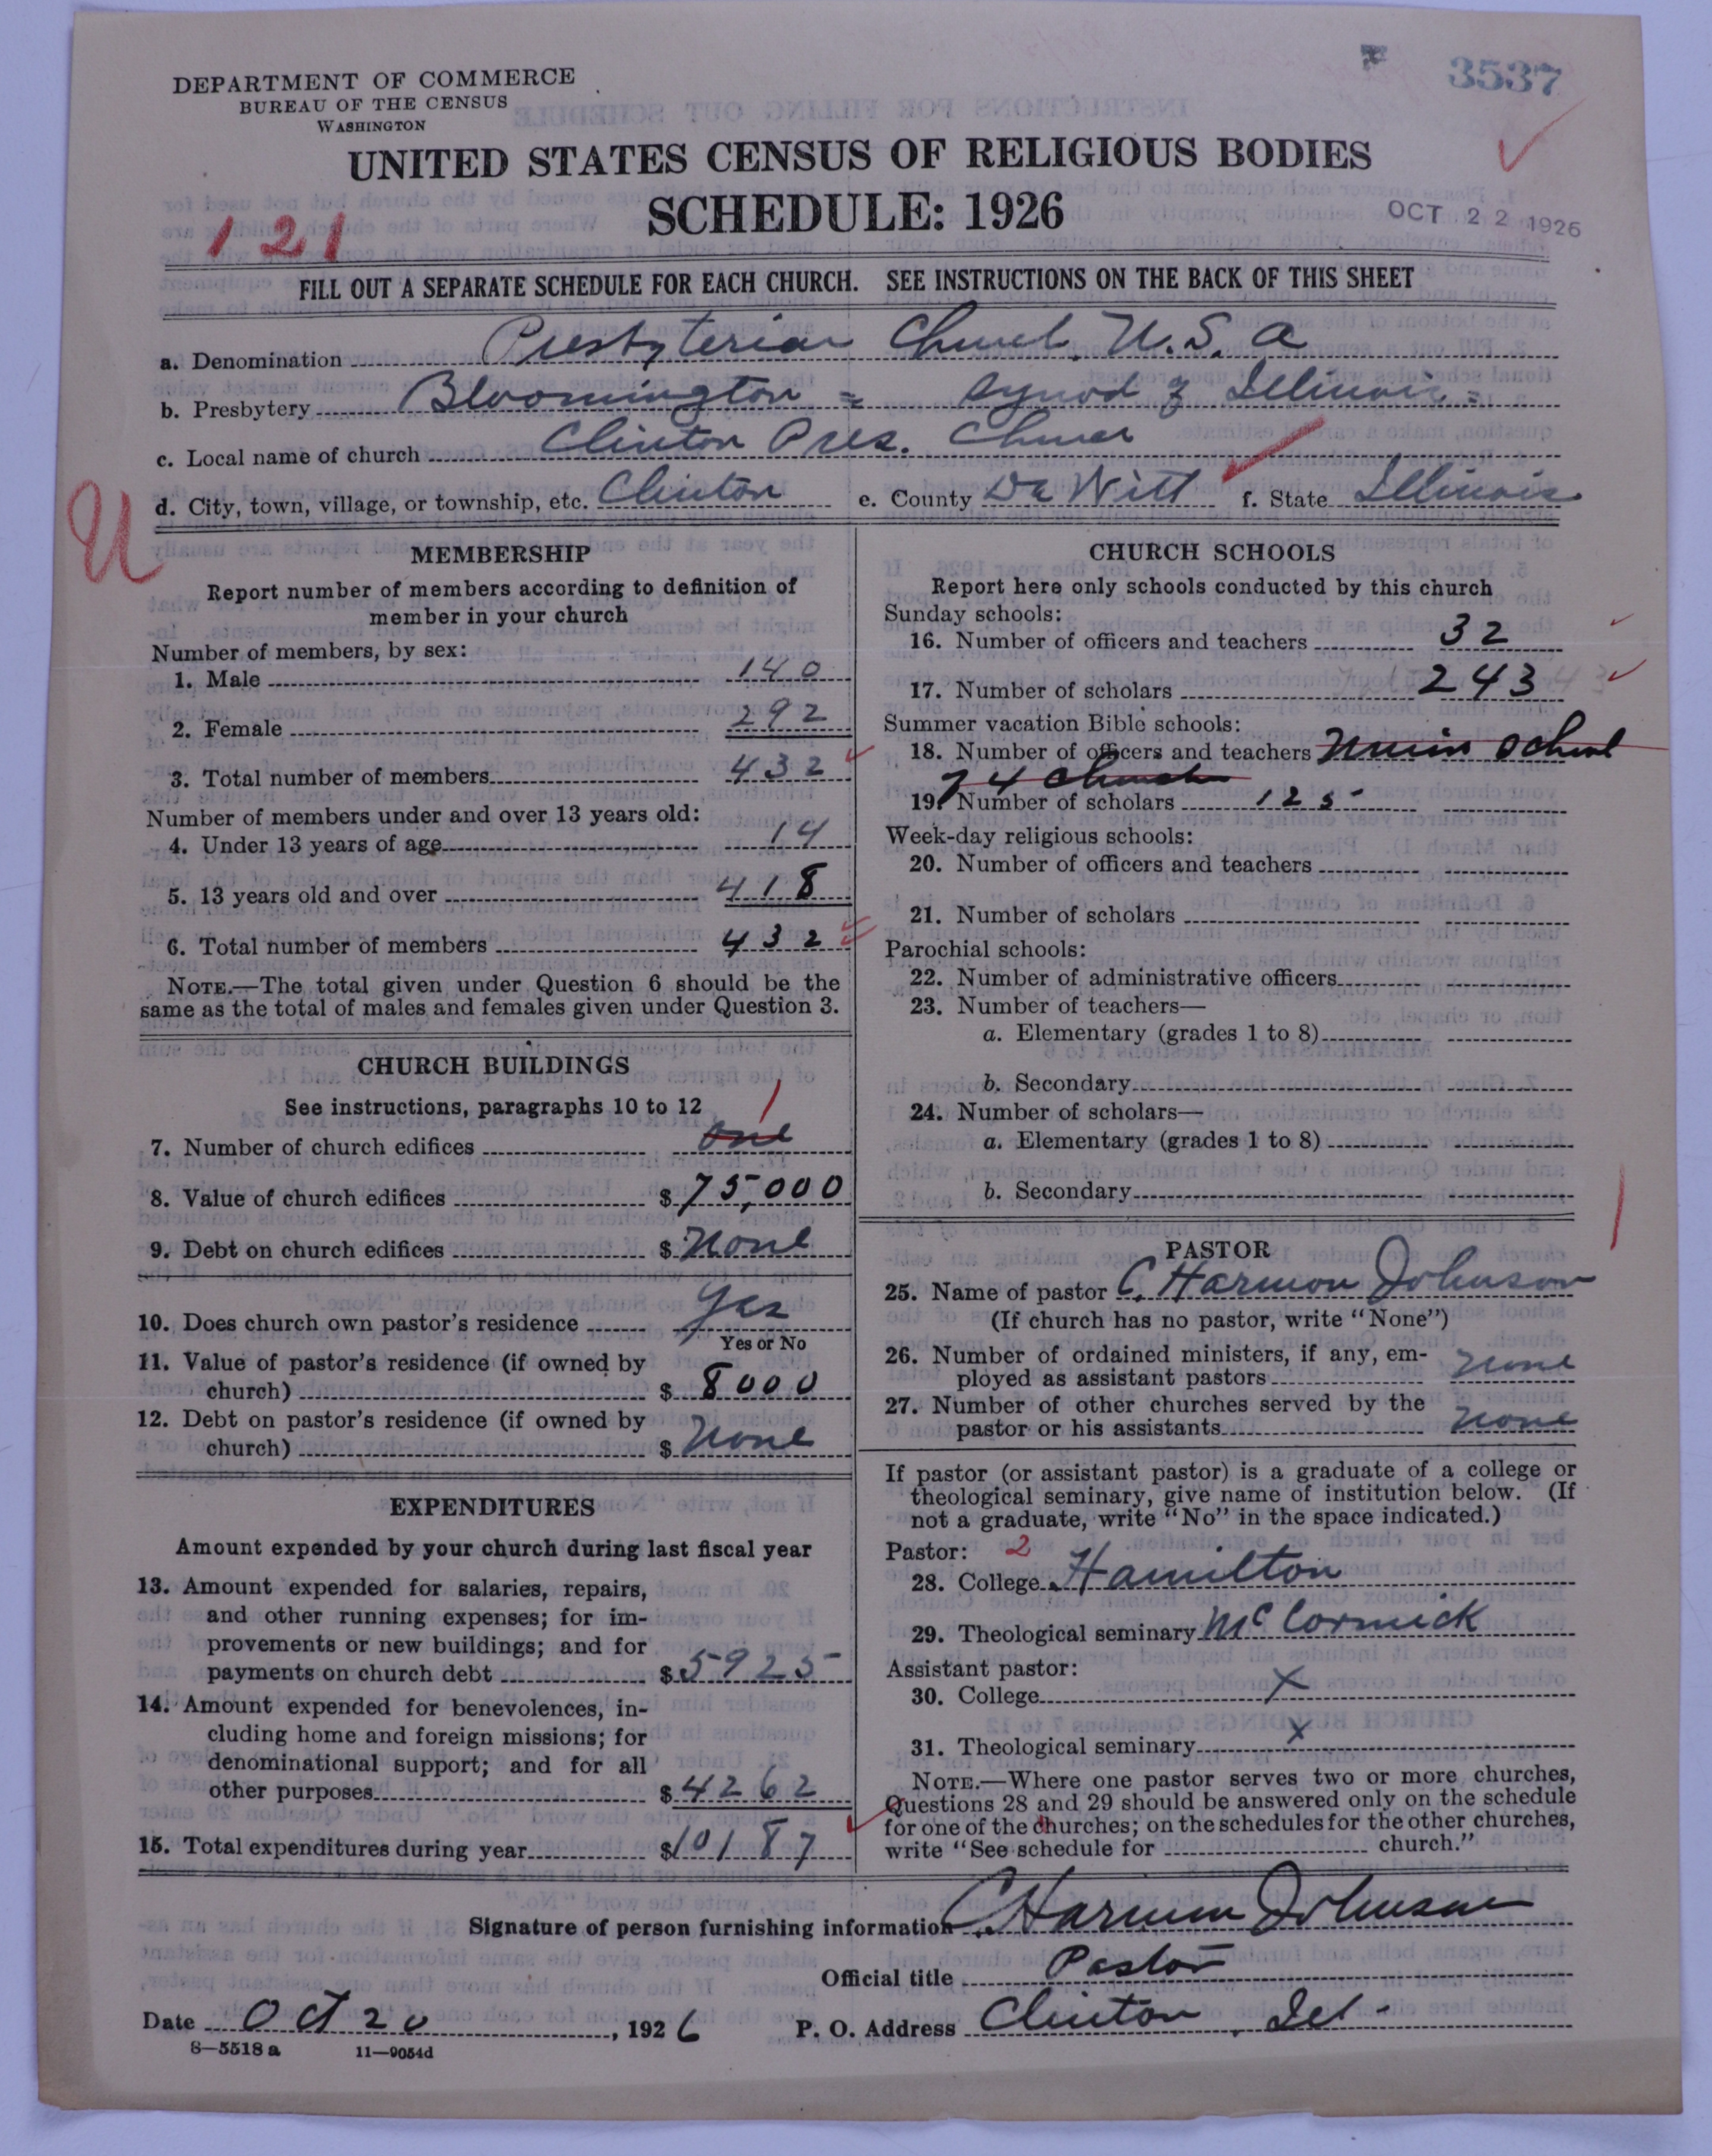 3537
DEPARTMENT OF COMMERCE
BUREAU OF THE CENSUS
WASHINGTON
UNITED STATES CENSUS OF RELIGIOUS BODIES
SCHEDULE: 1926
OCT 22 1926
121
FILL OUT A SEPARATE SCHEDULE FOR EACH CHURCH. SEE INSTRUCTIONS ON THE BACK OF THIS SHEET
a. Denomination Presbyterian Church U.S.A
b. Presbytery Bloomington = Synod of Illinois =
c. Local name of church Clinton Pres. Church
d. City, town, village, or township, etc. Clinton e. County De Witt f. State Illinois
U
MEMBERSHIP
Report number of members according to definition of
member in your church
Number of members, by sex:
1. Male 140
2. Female 292
3. Total number of members 432
Number of members under and over 13 years old:
4. Under 13 years of age 14
5. 13 years old and over 418
6. Total number of members 432
NOTE.—The total given under Question 6 should be the
same as the total of males and females given under Question 3.
CHURCH BUILDINGS
See instructions, paragraphs 10 to 12
1
7. Number of church edifices one
8. Value of church edifices $ 75,000
9. Debt on church edifices $ None
10. Does church own pastor's residence Yes
Yes or No
11. Value of pastor's residence (if owned by
church) $ 8000
12. Debt on pastor's residence (if owned by
church) $ None
EXPENDITURES
Amount expended by your church during last fiscal year
13. Amount expended for salaries, repairs,
and other running expenses; for im-
provements or new buildings; and for
payments on church debt $ 5925
14. Amount expended for benevolences, in-
cluding home and foreign missions; for
denominational support; and for all
other purposes $ 4262
15. Total expenditures during year $ 10187
CHURCH SCHOOLS
Report here only schools conducted by this church
Sunday schools:
16. Number of officers and teachers 32
17. Number of scholars 243
Summer vacation Bible schools:
18. Number of officers and teachers Union School
7 4 Church
19. Number of scholars 125
Week-day religious schools:
20. Number of officers and teachers
21. Number of scholars
Parochial schools:
22. Number of administrative officers
23. Number of teachers—
a. Elementary (grades 1 to 8)
b. Secondary
24. Number of scholars—
a. Elementary (grades 1 to 8)
b. Secondary
PASTOR
25. Name of pastor C. Harmon Johnson
(If church has no pastor, write "None")
26. Number of ordained ministers, if any, em-
ployed as assistant pastors none
27. Number of other churches served by the
pastor or his assistants none
If pastor (or assistant pastor) is a graduate of a college or
theological seminary, give name of institution below. (If
not a graduate, write "No" in the space indicated.)
Pastor: 2
28. College Hamilton
29. Theological seminary McCormick
Assistant pastor:
30. College X
31. Theological seminary X
NOTE.—Where one pastor serves two or more churches,
Questions 28 and 29 should be answered only on the schedule
for one of the churches; on the schedules for the other churches,
write "See schedule for church."
Signature of person furnishing information C. Harmon Johnson
Official title Pastor
Date Oct 20, 1926 P. O. Address Clinton, Ill.
8—5518 a 11—9054d